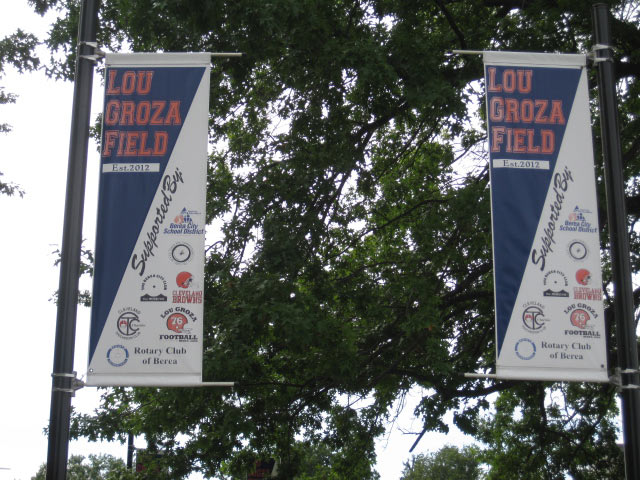 LOU
GROZA
FIELD
Est.2012
Supported By:
Berea City
School District
CLEVELAND
BROWNS
LOU GROZA
76
FOOTBALL
Rotary Club
of Berea
LOU
GROZA
FIELD
Est.2012
Supported By:
Berea City
School District
CLEVELAND
BROWNS
LOU GROZA
76
FOOTBALL
Rotary Club
of Berea